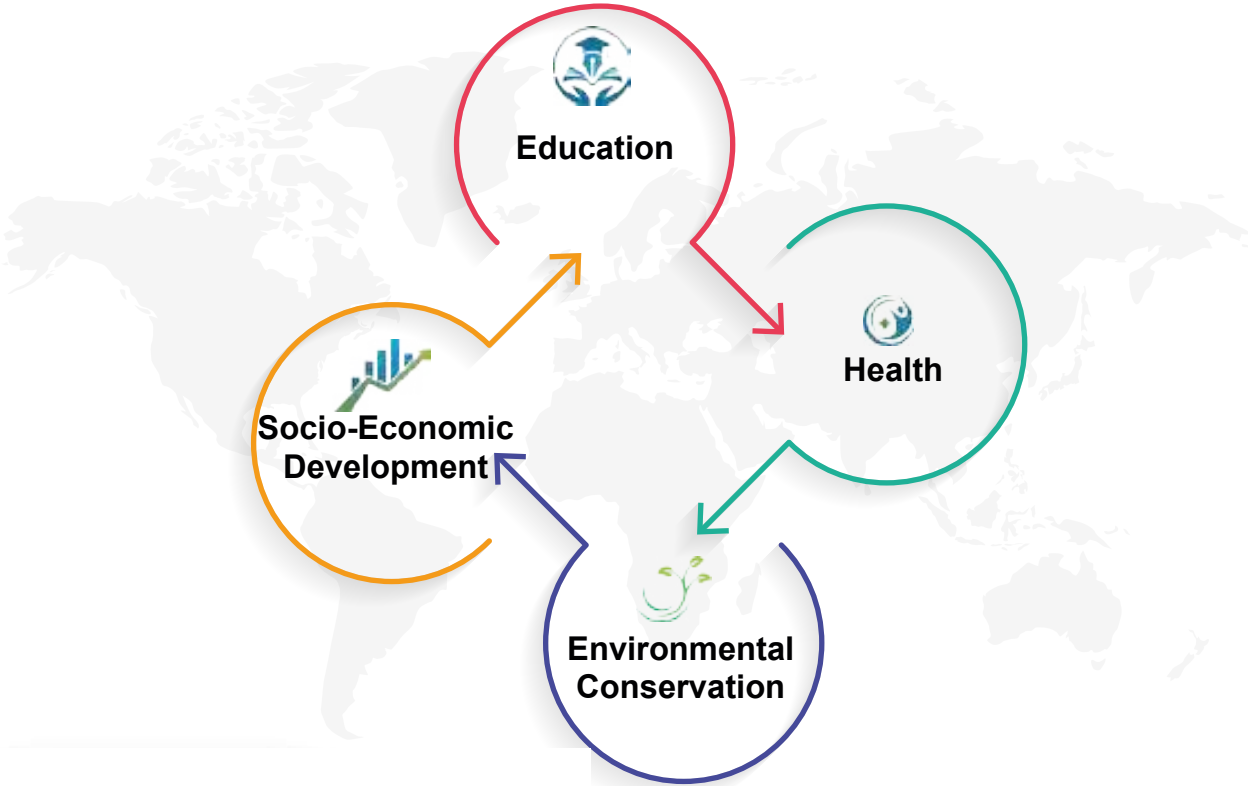 Education
Health
Socio-Economic
Development
Environmental
Conservation